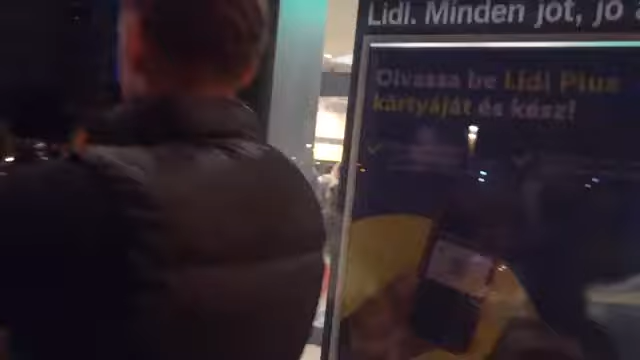 Lidl. Minden jót, jó
Olvassa be Lidl Plus
kártyáját és kész!